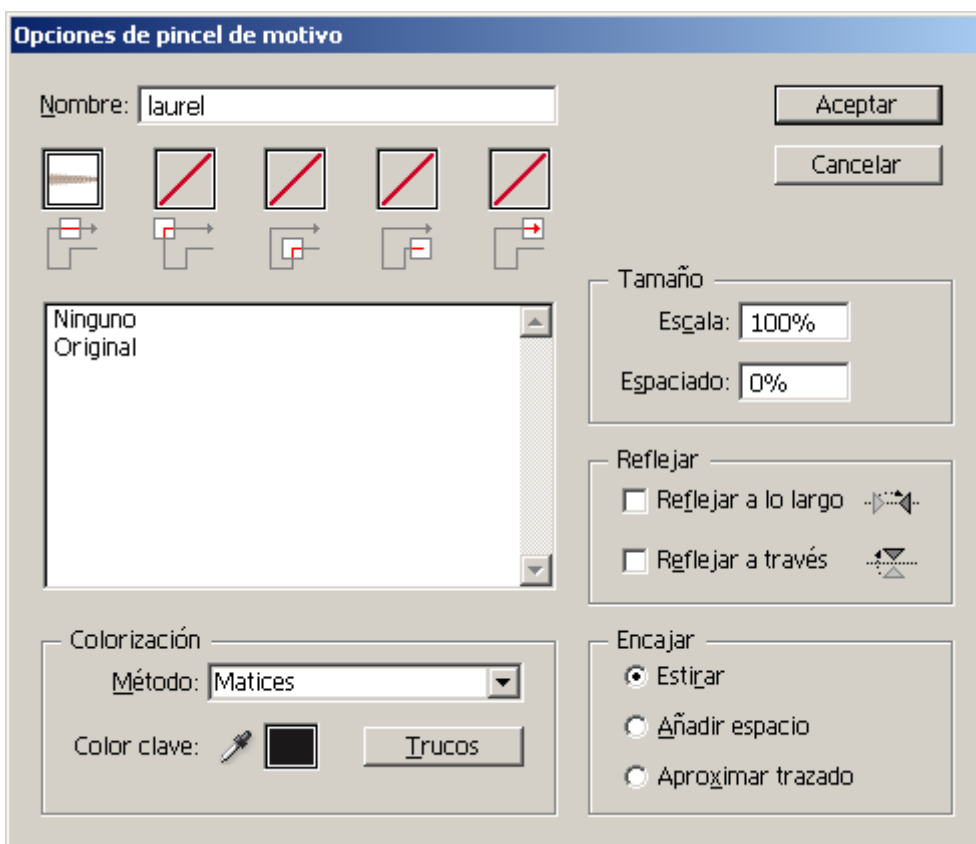 Opciones de pincel de motivo
Nombre: laurel
Aceptar
Cancelar
Ninguno
Original
Tamaño
Escala: 100%
Espaciado: 0%
Reflejar
Reflejar a lo largo
Reflejar a través
Colorización
Método: Matices
Color clave:
Trucos
Encajar
Estirar
Añadir espacio
Aproximar trazado